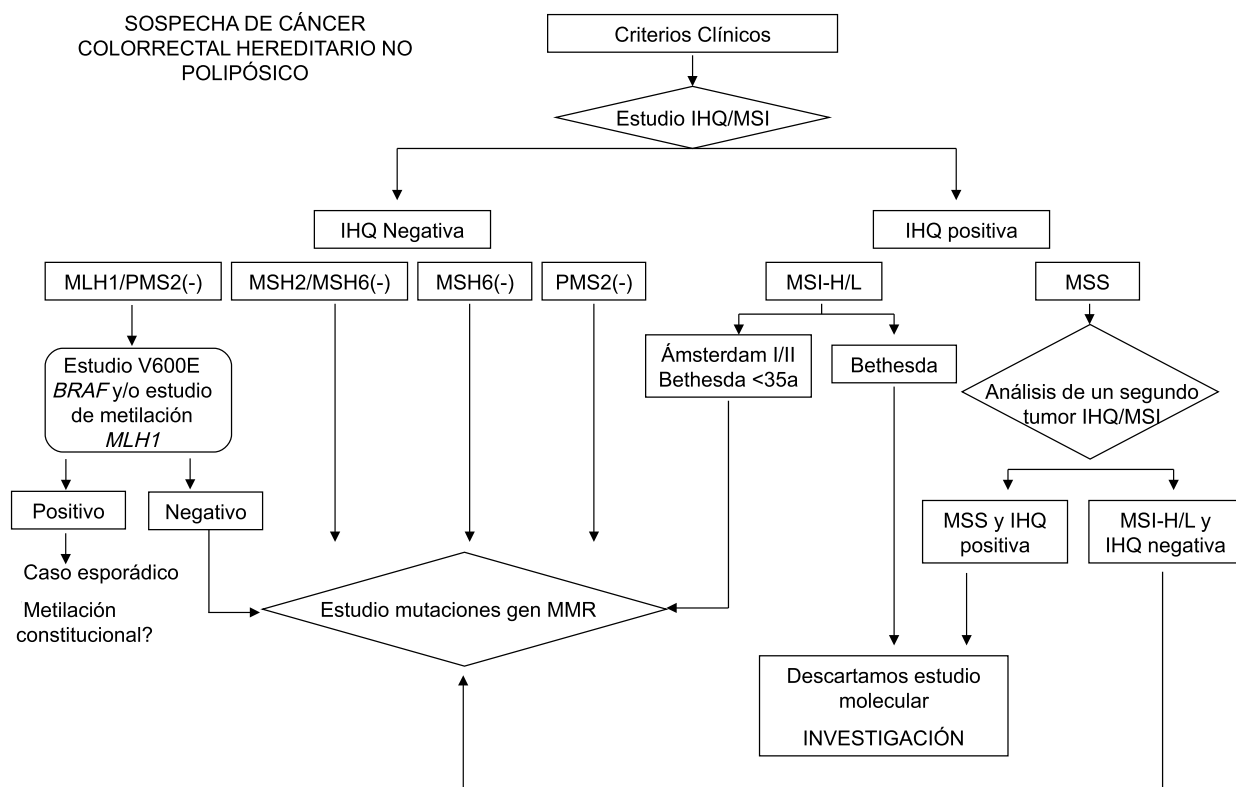 SOSPECHA DE CÁNCER
COLORRECTAL HEREDITARIO NO
POLIPÓSICO
Criterios Clínicos
Estudio IHQ/MSI
IHQ Negativa
IHQ positiva
MLH1/PMS2(-)
MSH2/MSH6(-)
MSH6(-)
PMS2(-)
MSI-H/L
MSS
Estudio V600E
BRAF y/o estudio
de metilación
MLH1
Ámsterdam I/II
Bethesda <35a
Bethesda
Análisis de un segundo
tumor IHQ/MSI
Positivo
Negativo
MSS y IHQ
positiva
MSI-H/L y
IHQ negativa
Caso esporádico
Metilación
constitucional?
Estudio mutaciones gen MMR
Descartamos estudio
molecular
INVESTIGACIÓN